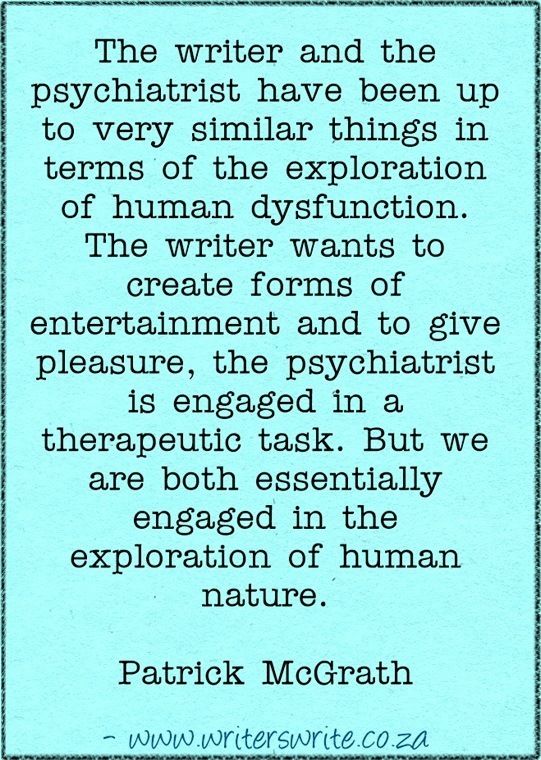 The writer and the
psychiatrist have been up
to very similar things in
terms of the exploration
of human dysfunction.
The writer wants to
create forms of
entertainment and to give
pleasure, the psychiatrist
is engaged in a
therapeutic task. But we
are both essentially
engaged in the
exploration of human
nature.
Patrick McGrath
- www.writerswrite.co.za